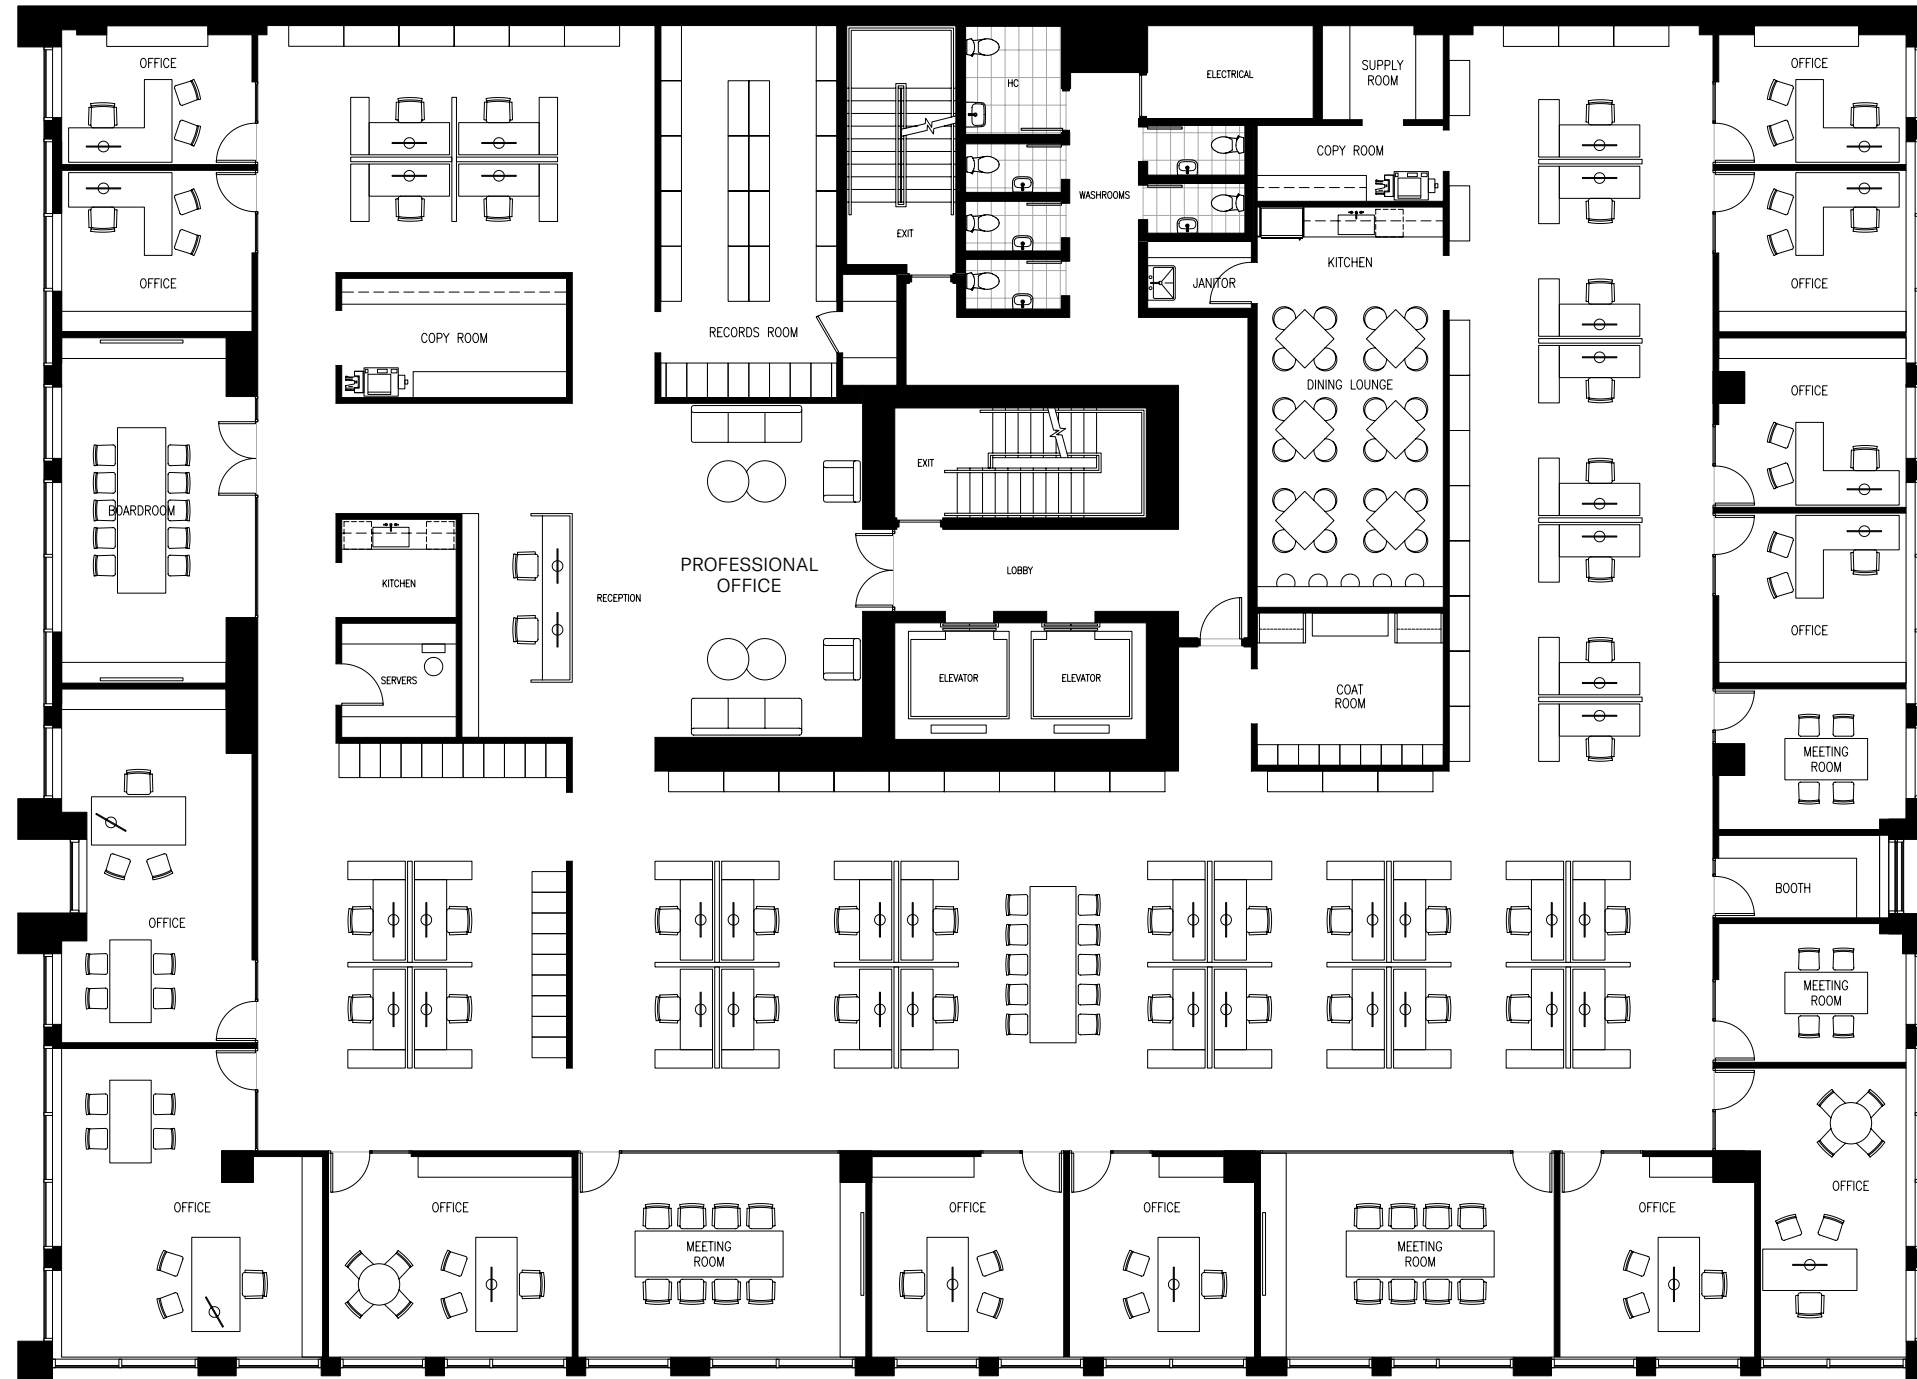 OFFICE
HC
ELECTRICAL
SUPPLY
ROOM
OFFICE
COPY ROOM
WASHROOMS
EXIT
KITCHEN
OFFICE
JANITOR
OFFICE
COPY ROOM
RECORDS ROOM
DINING LOUNGE
OFFICE
BOARDROOM
EXIT
PROFESSIONAL
OFFICE
LOBBY
KITCHEN
RECEPTION
OFFICE
SERVERS
ELEVATOR
ELEVATOR
COAT
ROOM
MEETING
ROOM
BOOTH
OFFICE
MEETING
ROOM
OFFICE
OFFICE
OFFICE
OFFICE
OFFICE
OFFICE
MEETING
ROOM
MEETING
ROOM